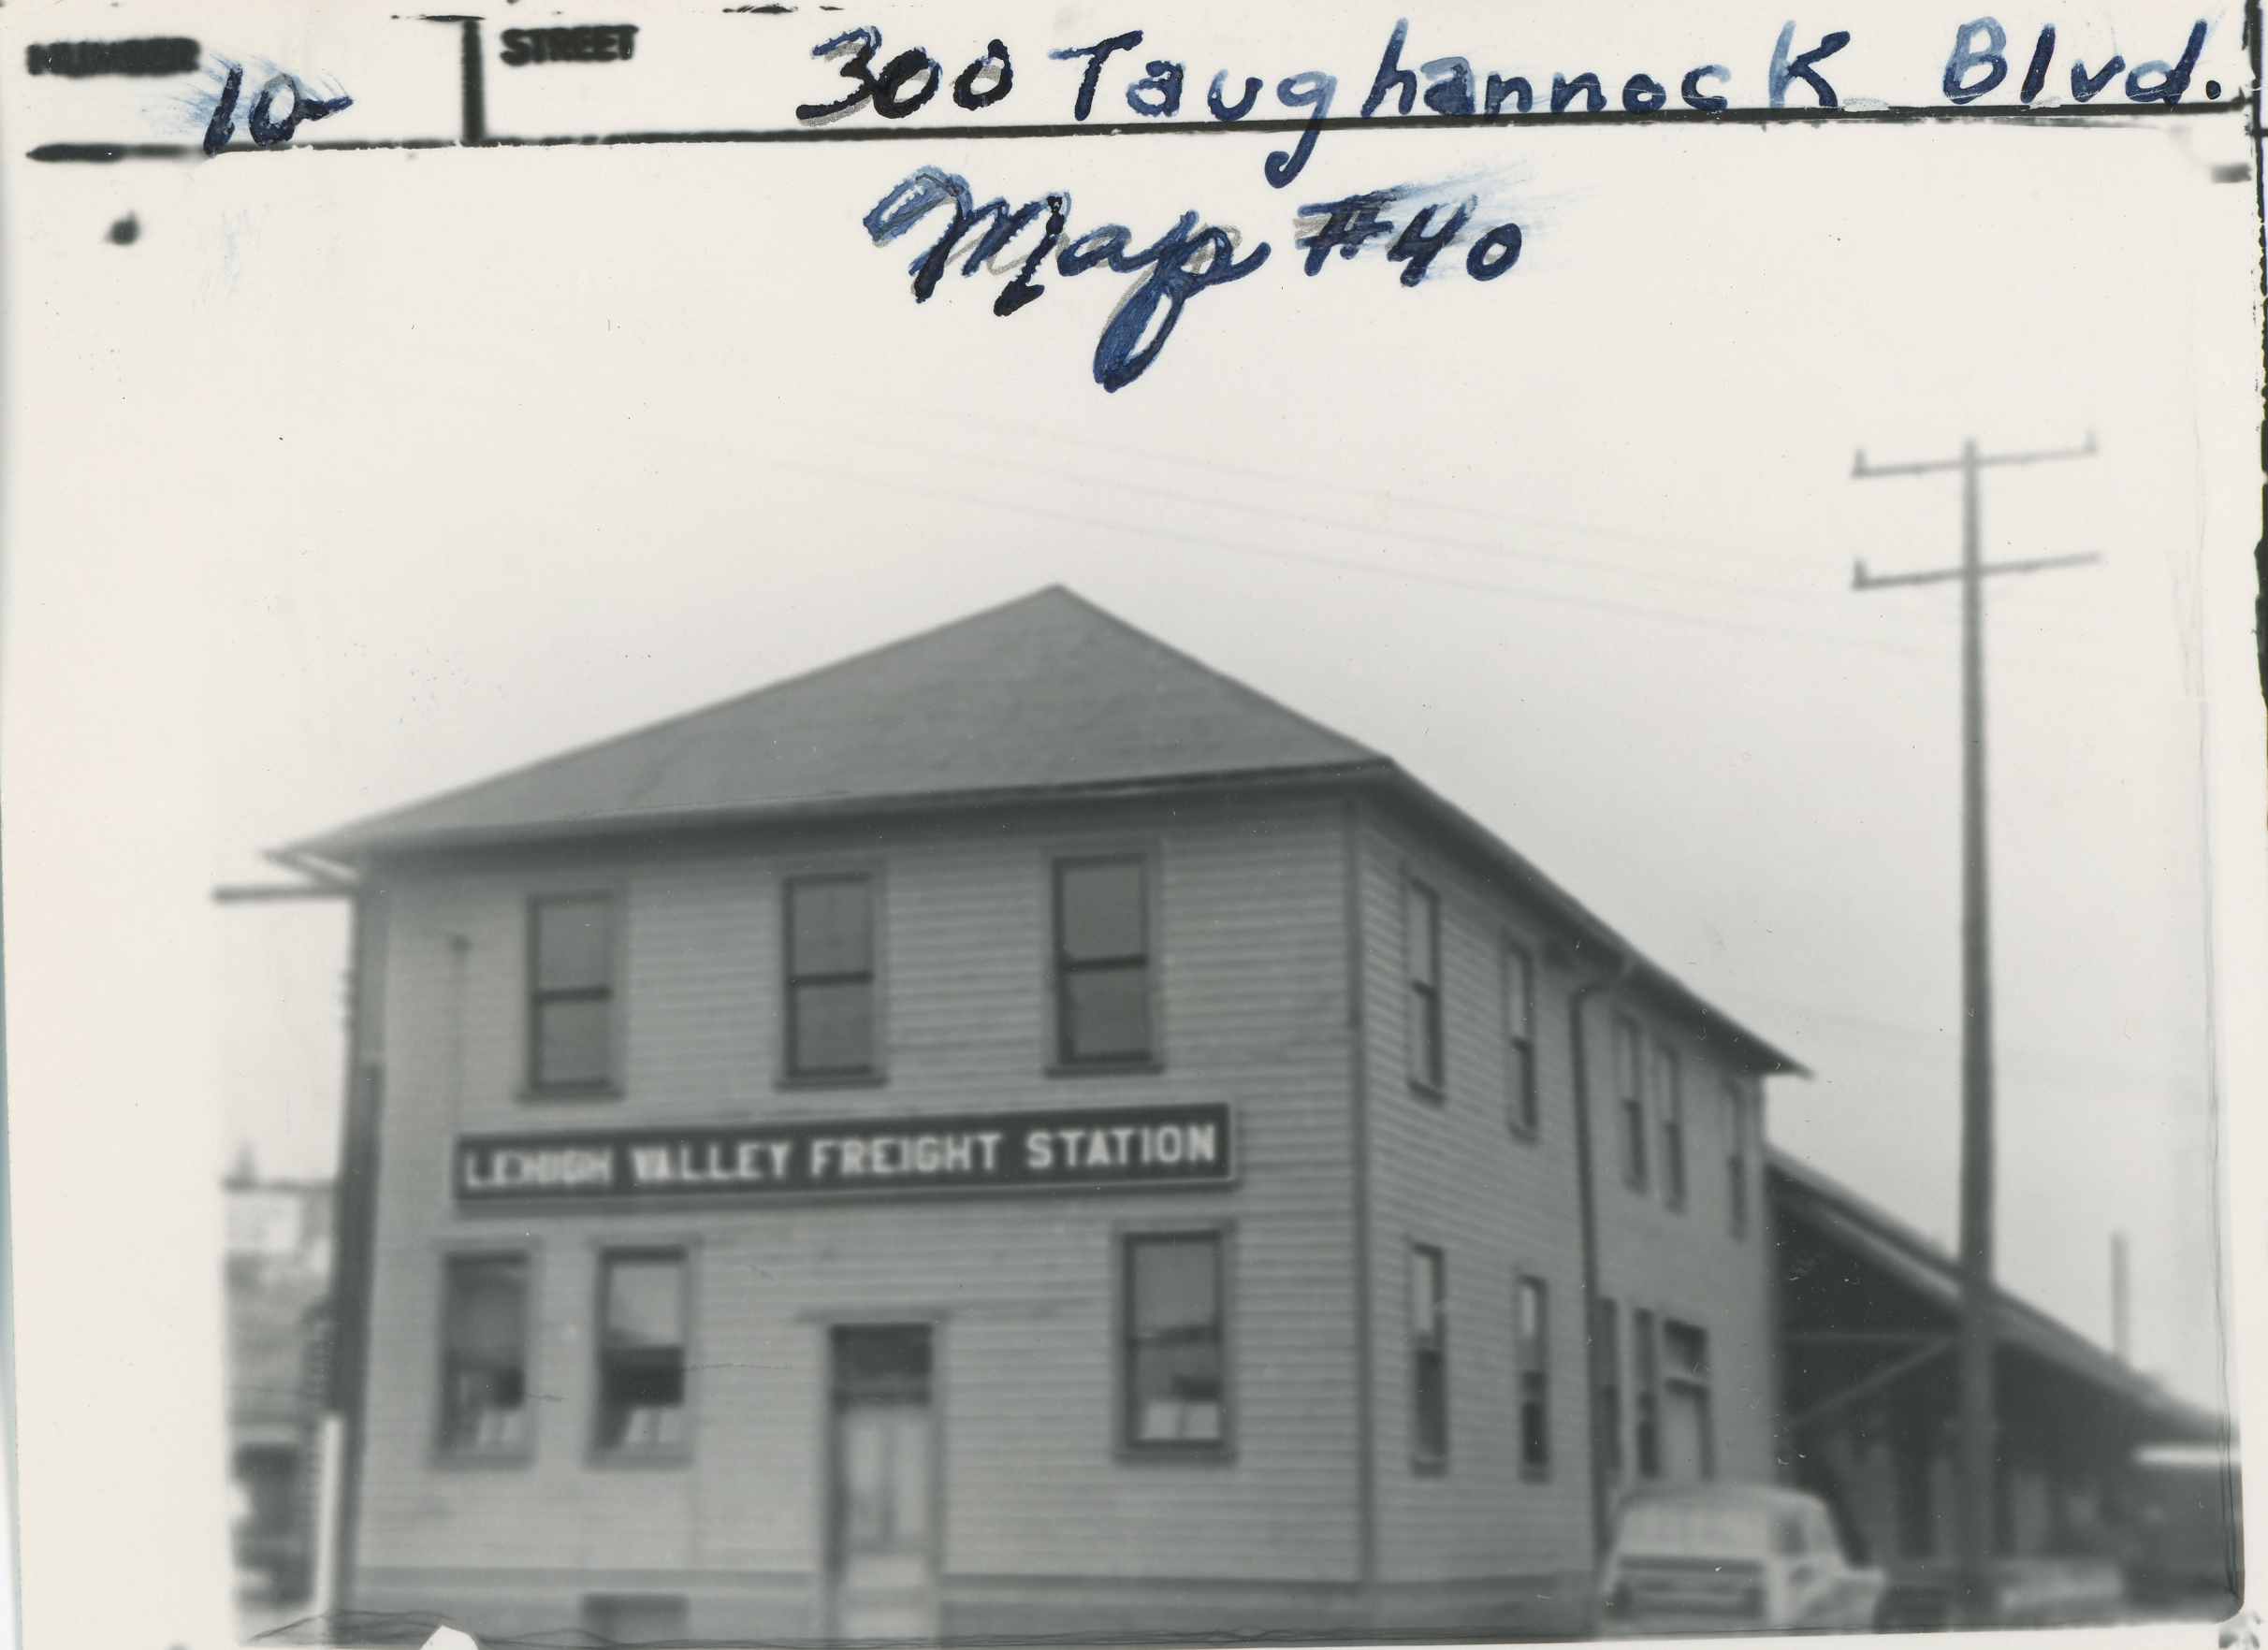 NUMBER 10 STREET 300 Taughannock Blvd.
Map #40
LEHIGH VALLEY FREIGHT STATION